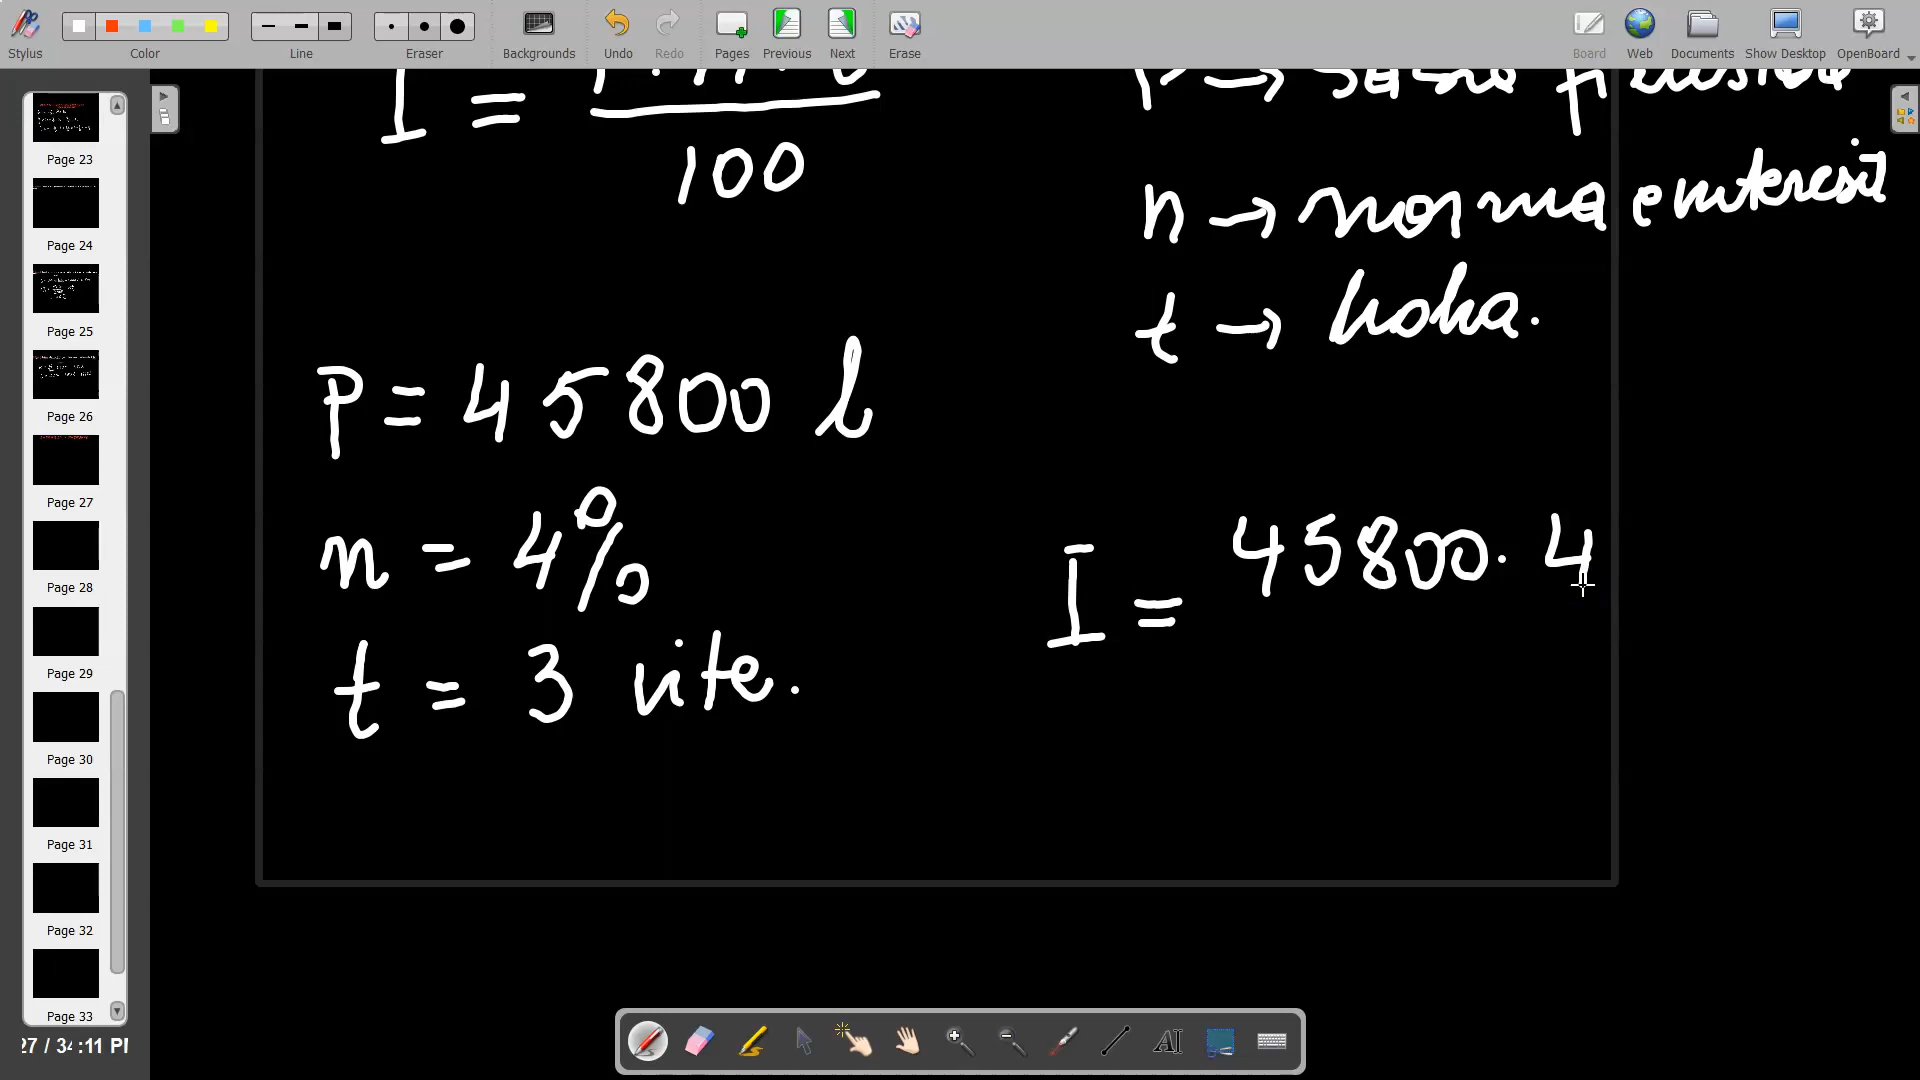 Stylus
Color
Line
Eraser
Backgrounds
Undo
Redo
Pages
Previous
Next
Erase
Board
Web
Documents
Show Desktop
OpenBoard
Page 23
Page 24
Page 25
Page 26
Page 27
Page 28
Page 29
Page 30
Page 31
Page 32
Page 33
I =
100
n → norma e interesit
t → koha.
P = 45800 l
n = 4%
t = 3 vite.
I = 45800 · 4